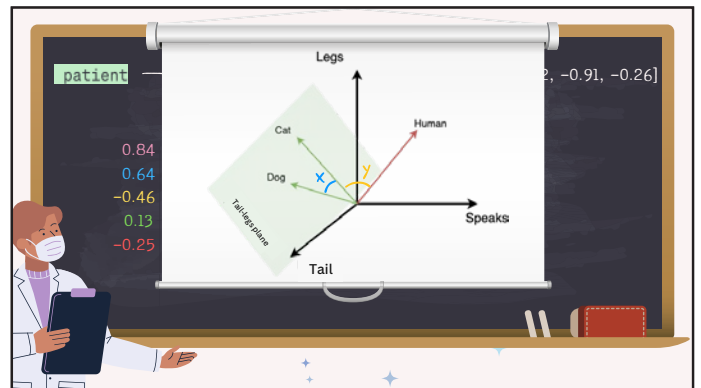 Legs
patient
2, -0.91, -0.26]
Cat
Human
0.84
x
y
0.64
Dog
-0.46
Tail-legs plane
0.13
Speaks
-0.25
Tail